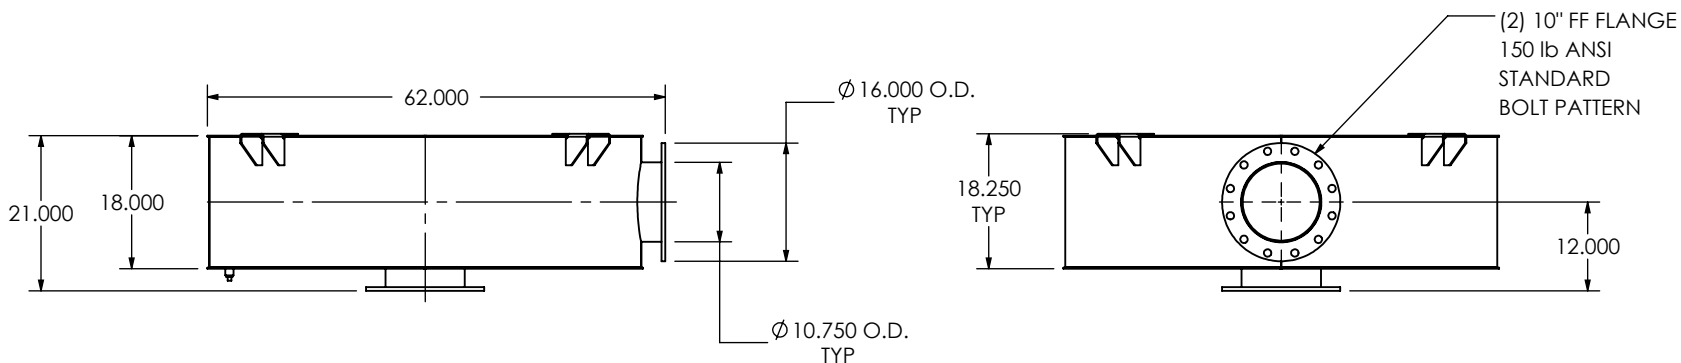 (2) 10" FF FLANGE
150 lb ANSI
STANDARD
BOLT PATTERN
62.000
Ø 16.000 O.D.
TYP
21.000
18.000
18.250
TYP
12.000
Ø 10.750 O.D.
TYP